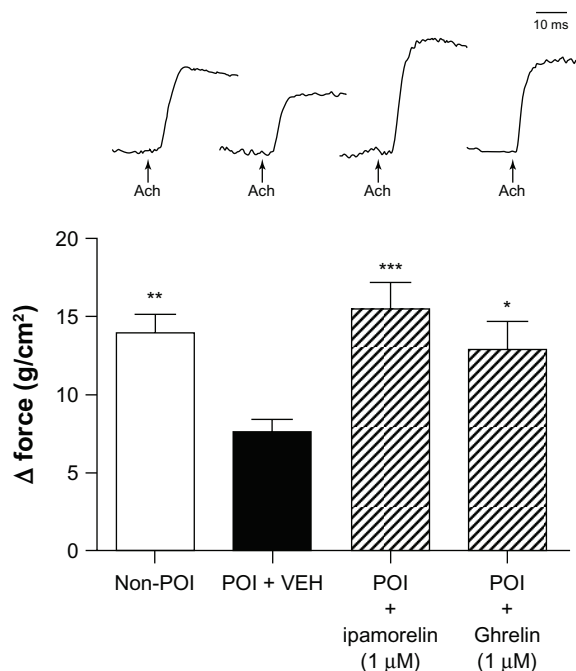 10 ms
Ach Ach Ach Ach
** *** *
Δ force (g/cm²)
20
15
10
5
0
Non-POI POI + VEH POI POI
+ +
ipamorelin Ghrelin
(1 μM) (1 μM)